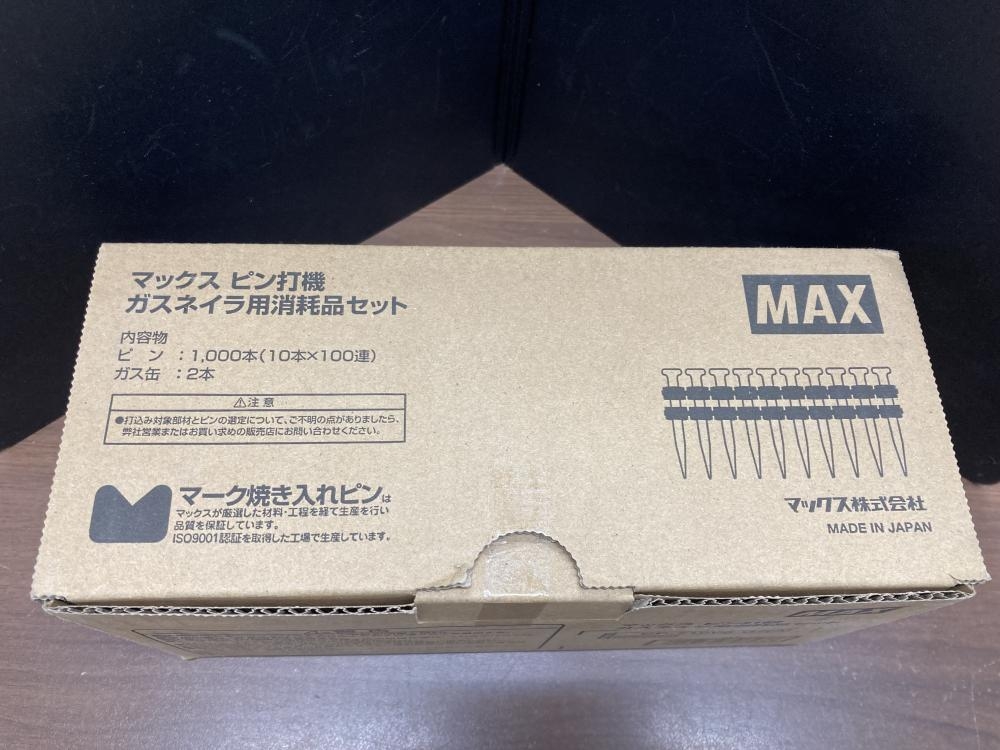 マックス ピン打機
ガスネイラ用消耗品セット
内容物
ピン：1,000本(10本×100連)
ガス缶：2本
⚠注意
●打込み対象部材とピンの選定について、ご不明の点がありましたら、
弊社営業またはお買い求めの販売店にお問い合わせください。
マーク焼き入れピンは
マックスが厳選した材料・工程を経て生産を行い
品質を保証しています。
ISO9001認証を取得した工場で生産しています。
MAX
マックス株式会社
MADE IN JAPAN
MAX